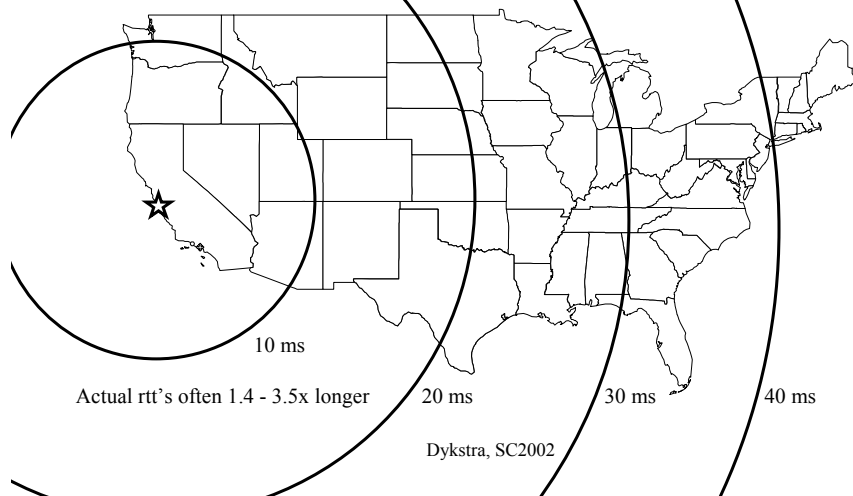 10 ms
Actual rtt's often 1.4 - 3.5x longer
20 ms
30 ms
40 ms
Dykstra, SC2002